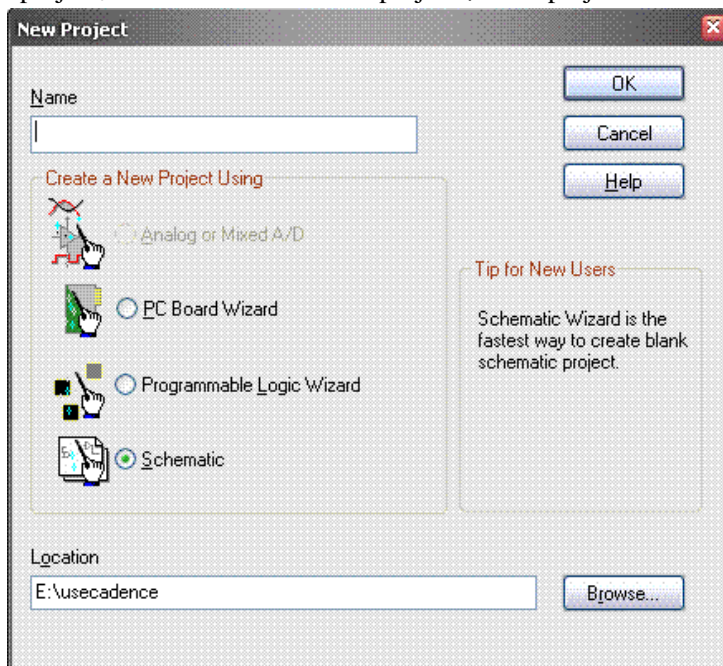 New Project
Name
OK
Cancel
Help
Create a New Project Using
Analog or Mixed A/D
PC Board Wizard
Programmable Logic Wizard
Schematic
Tip for New Users
Schematic Wizard is the
fastest way to create blank
schematic project.
Location
E:\usecadence
Browse...